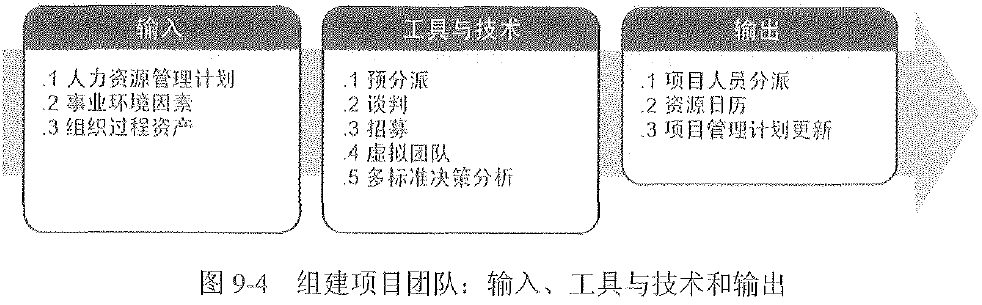 输入
.1 人力资源管理计划
.2 事业环境因素
.3 组织过程资产
工具与技术
.1 预分派
.2 谈判
.3 招募
.4 虚拟团队
.5 多标准决策分析
输出
.1 项目人员分派
.2 资源日历
.3 项目管理计划更新
图 9-4 组建项目团队：输入、工具与技术和输出